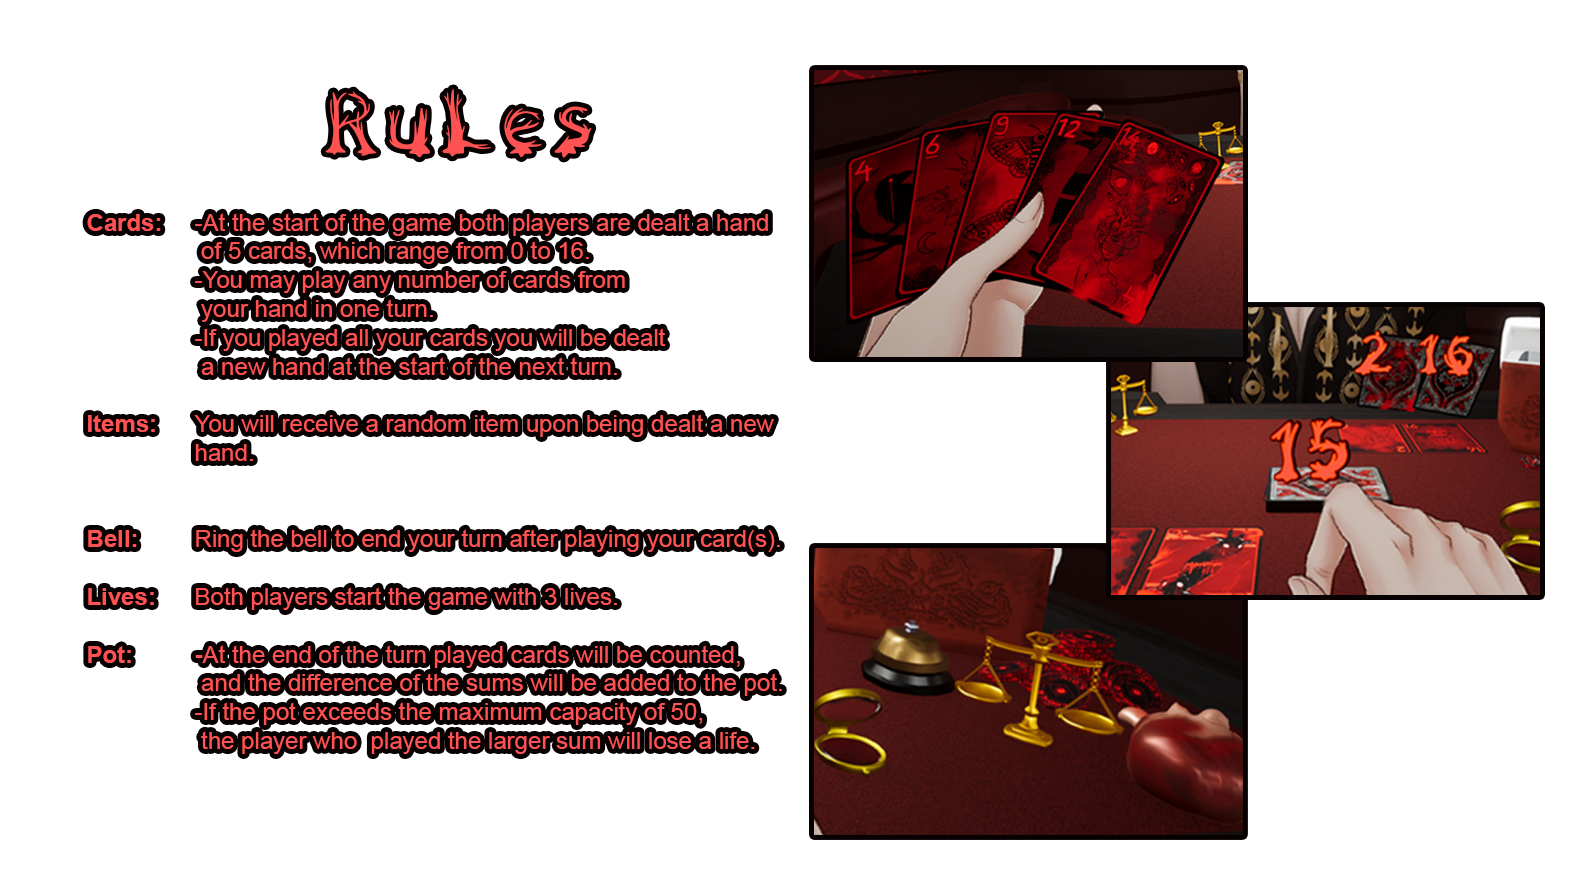 RuLes
Cards: -At the start of the game both players are dealt a hand
of 5 cards, which range from 0 to 16.
-You may play any number of cards from
your hand in one turn.
-If you played all your cards you will be dealt
a new hand at the start of the next turn.
Items: You will receive a random item upon being dealt a new
hand.
Bell: Ring the bell to end your turn after playing your card(s).
Lives: Both players start the game with 3 lives.
Pot: -At the end of the turn played cards will be counted,
and the difference of the sums will be added to the pot.
-If the pot exceeds the maximum capacity of 50,
the player who  played the larger sum will lose a life.
4 6 9 12 14
2 16
15